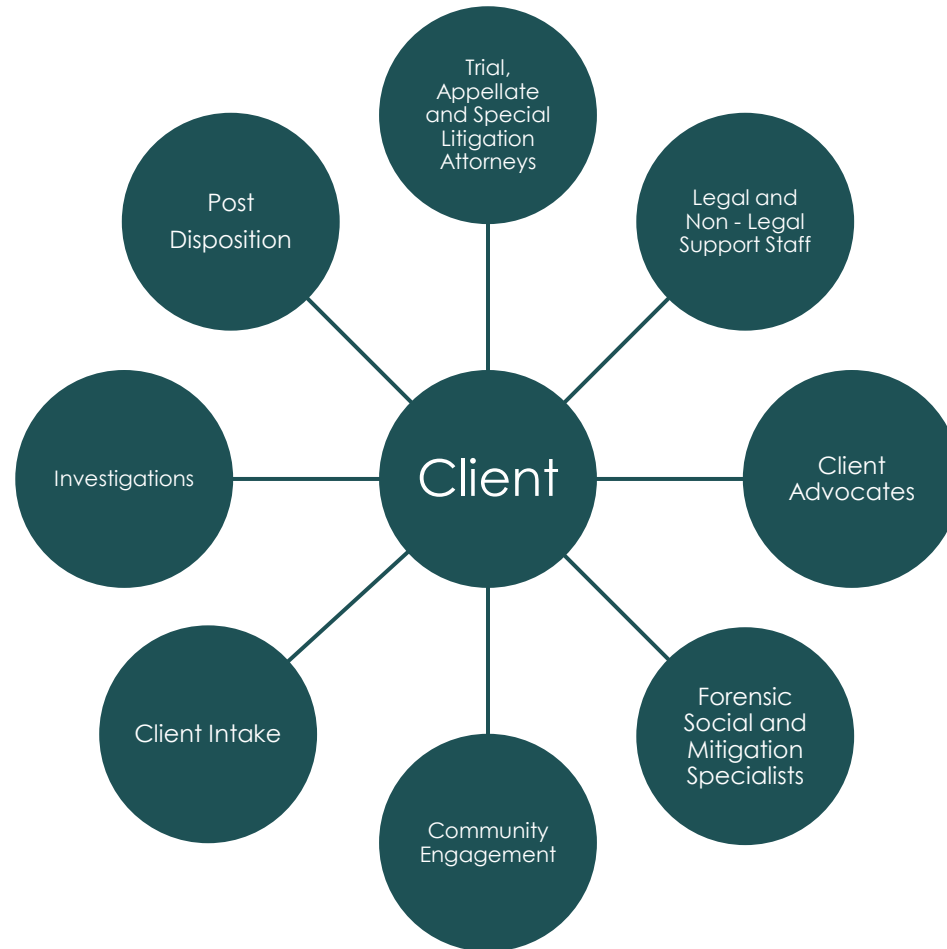 Trial,
Appellate
and Special
Litigation
Attorneys
Legal and
Non - Legal
Support Staff
Client
Advocates
Forensic
Social and
Mitigation
Specialists
Community
Engagement
Client Intake
Investigations
Post
Disposition
Client